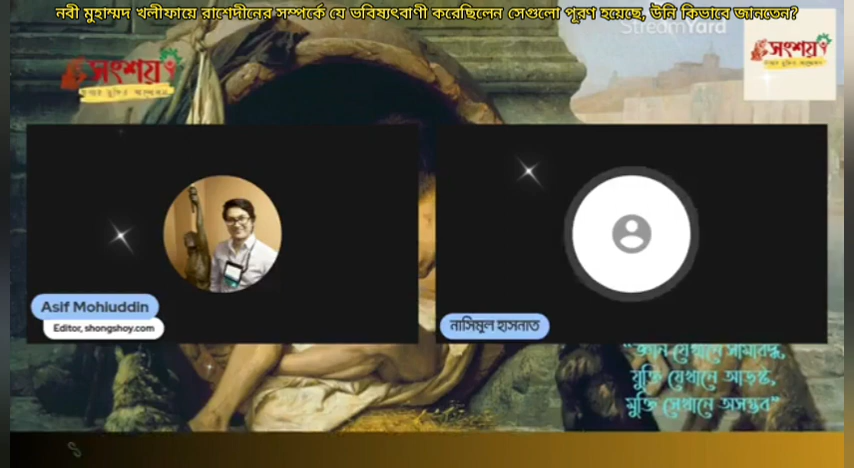 নবী মুহাম্মদ খলীফায়ে রাশেদীনের সম্পর্কে যে ভবিষ্যৎবাণী করেছিলেন সেগুলো পূরণ হয়েছে, উনি কিভাবে জানতেন?
StreamYard
সংশয়
সংশয়
Asif Mohiuddin
Editor, shongshoy.com
নাসিমুল হাসনাত
"জ্ঞান যেখানে সীমাবদ্ধ,
যুক্তি যেখানে আড়ষ্ট,
মুক্তি সেখানে অসম্ভব"